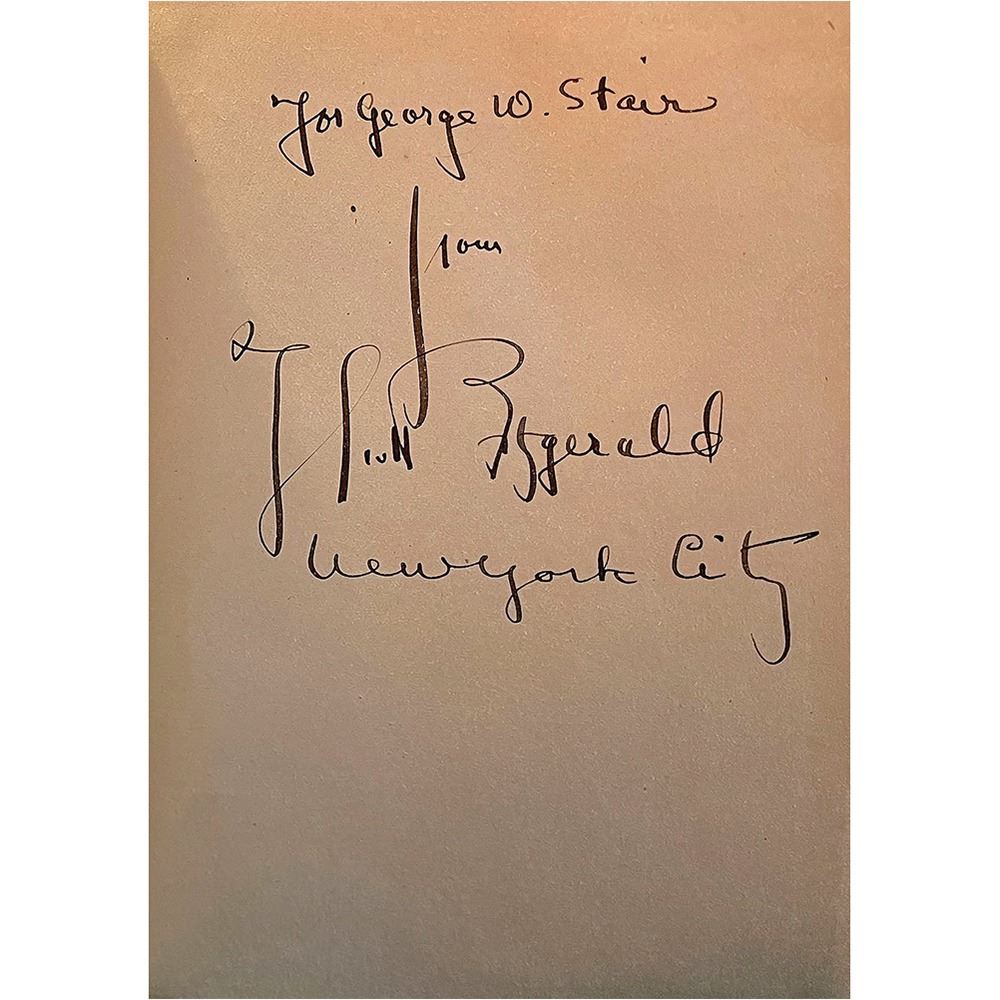 For George W. Stair
from
F Scott Fitzgerald
New York City